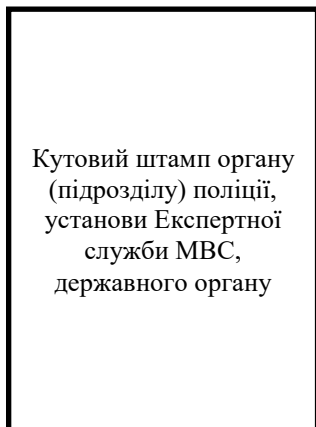 Кутовий штамп органу
(підрозділу) поліції,
установи Експертної
служби МВС,
державного органу